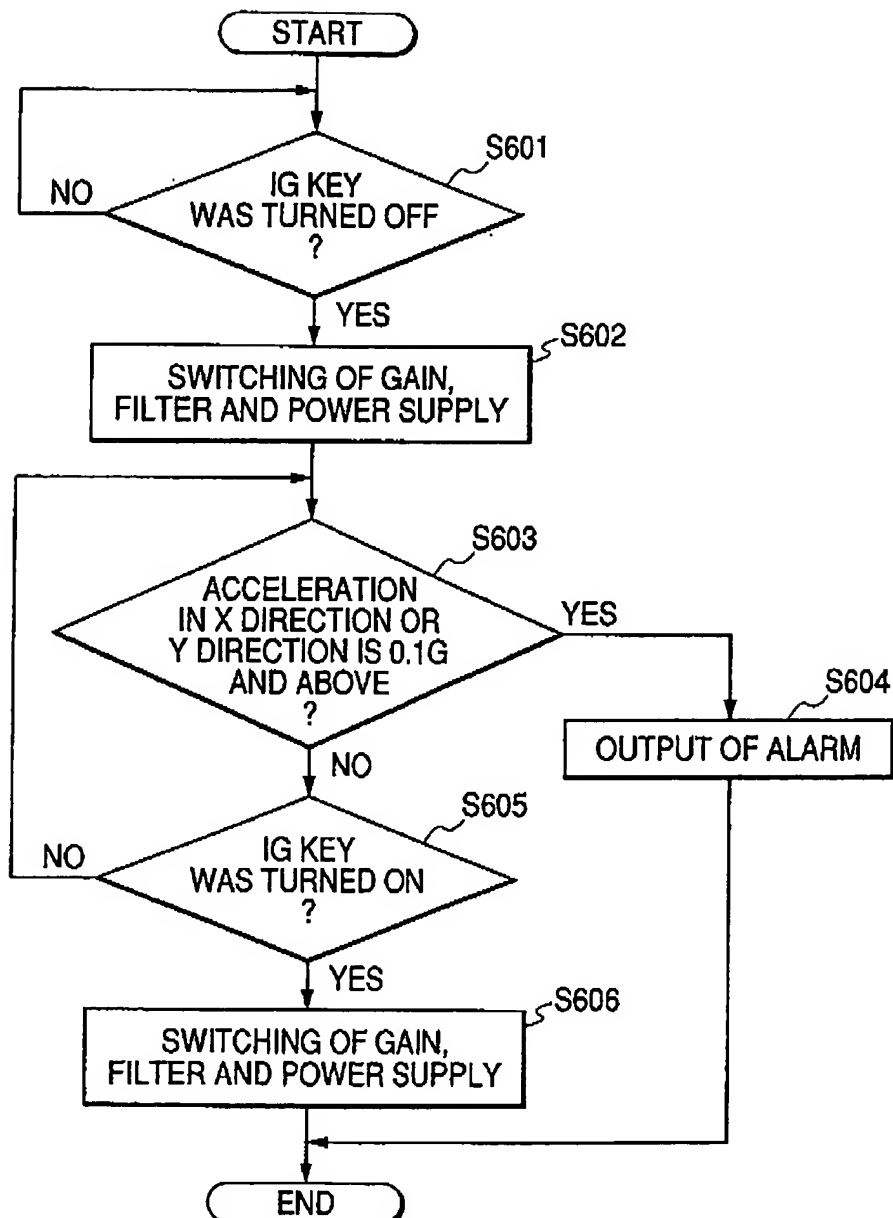 START
S601
IG KEY
WAS TURNED OFF
?
NO
YES
S602
SWITCHING OF GAIN,
FILTER AND POWER SUPPLY
S603
ACCELERATION
IN X DIRECTION OR
Y DIRECTION IS 0.1G
AND ABOVE
?
YES
S604
OUTPUT OF ALARM
NO
S605
IG KEY
WAS TURNED ON
?
NO
YES
S606
SWITCHING OF GAIN,
FILTER AND POWER SUPPLY
END